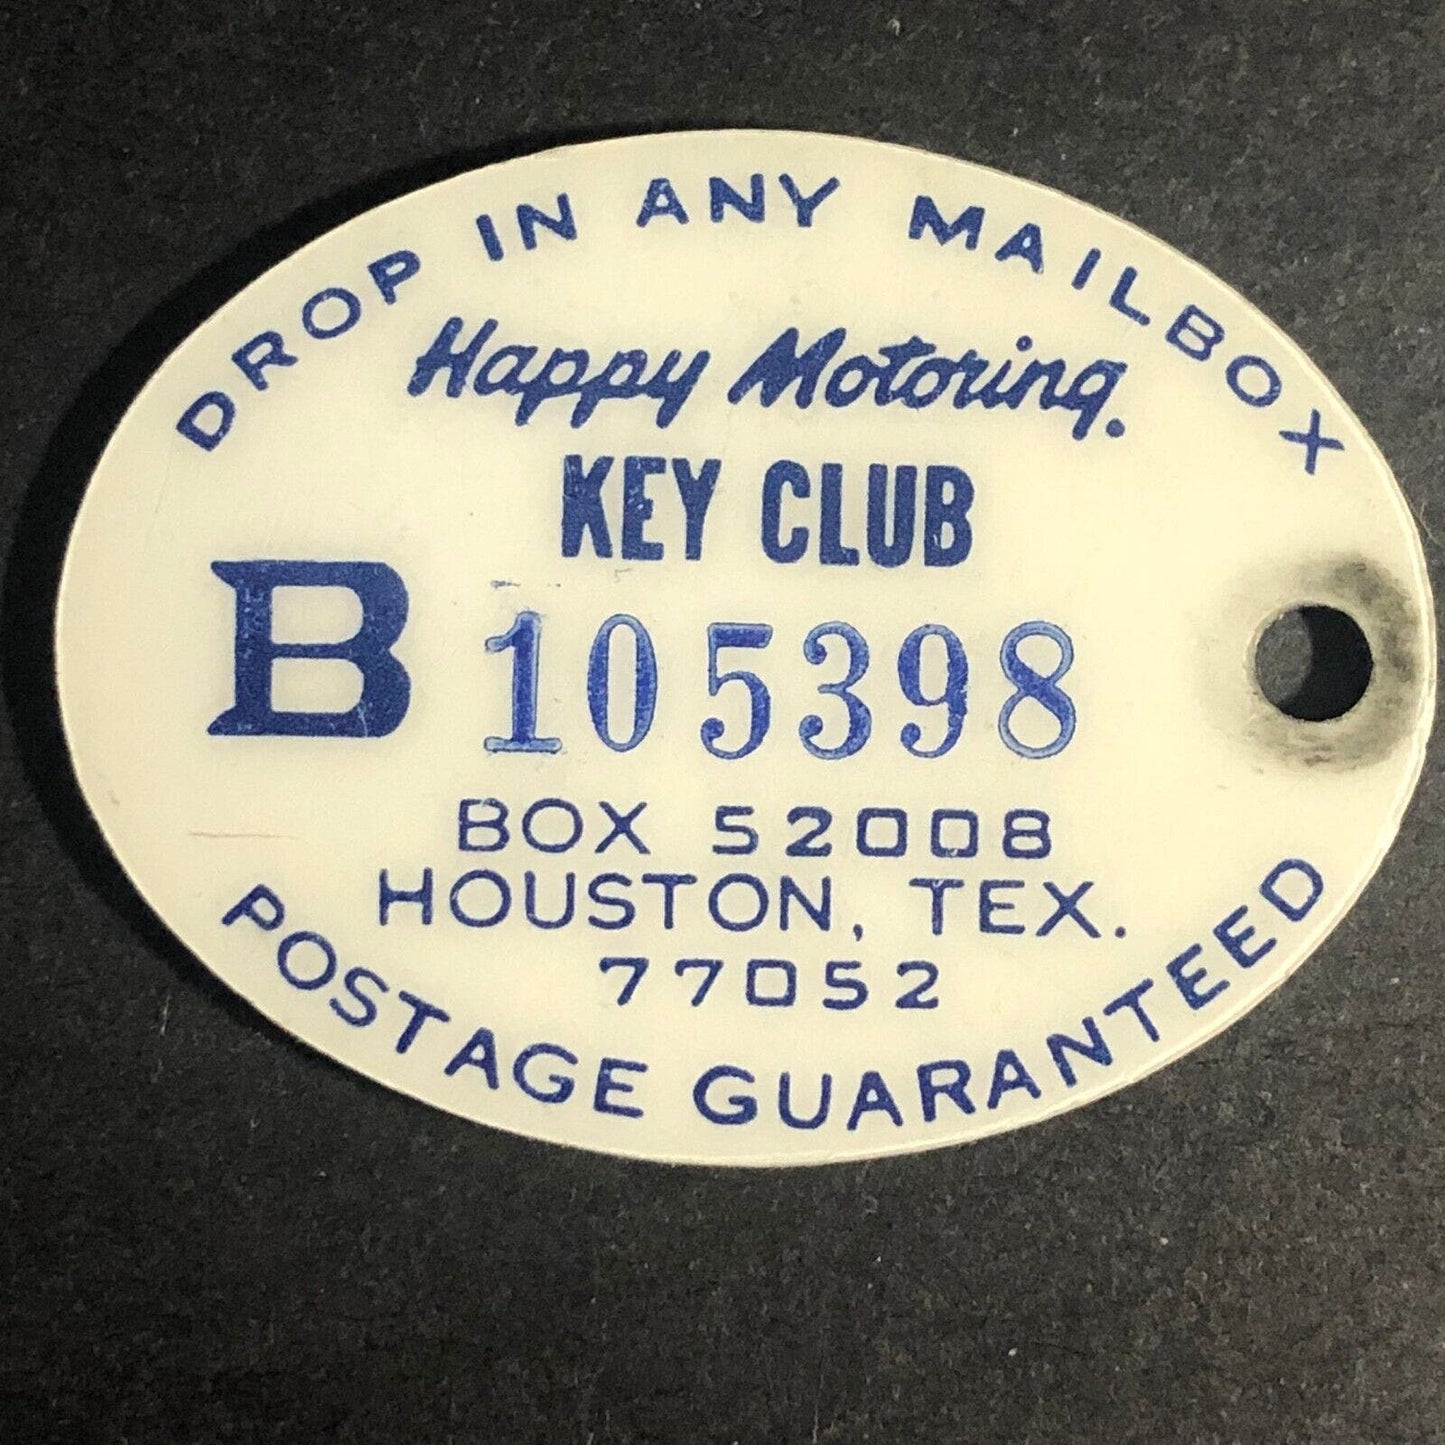 DROP IN ANY MAILBOX
Happy Motoring.
KEY CLUB
B 105398
BOX 52008
HOUSTON, TEX.
77052
POSTAGE GUARANTEED